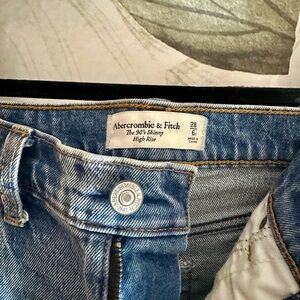 Abercrombie & Fitch
The 90's Skinny
High Rise
28
6